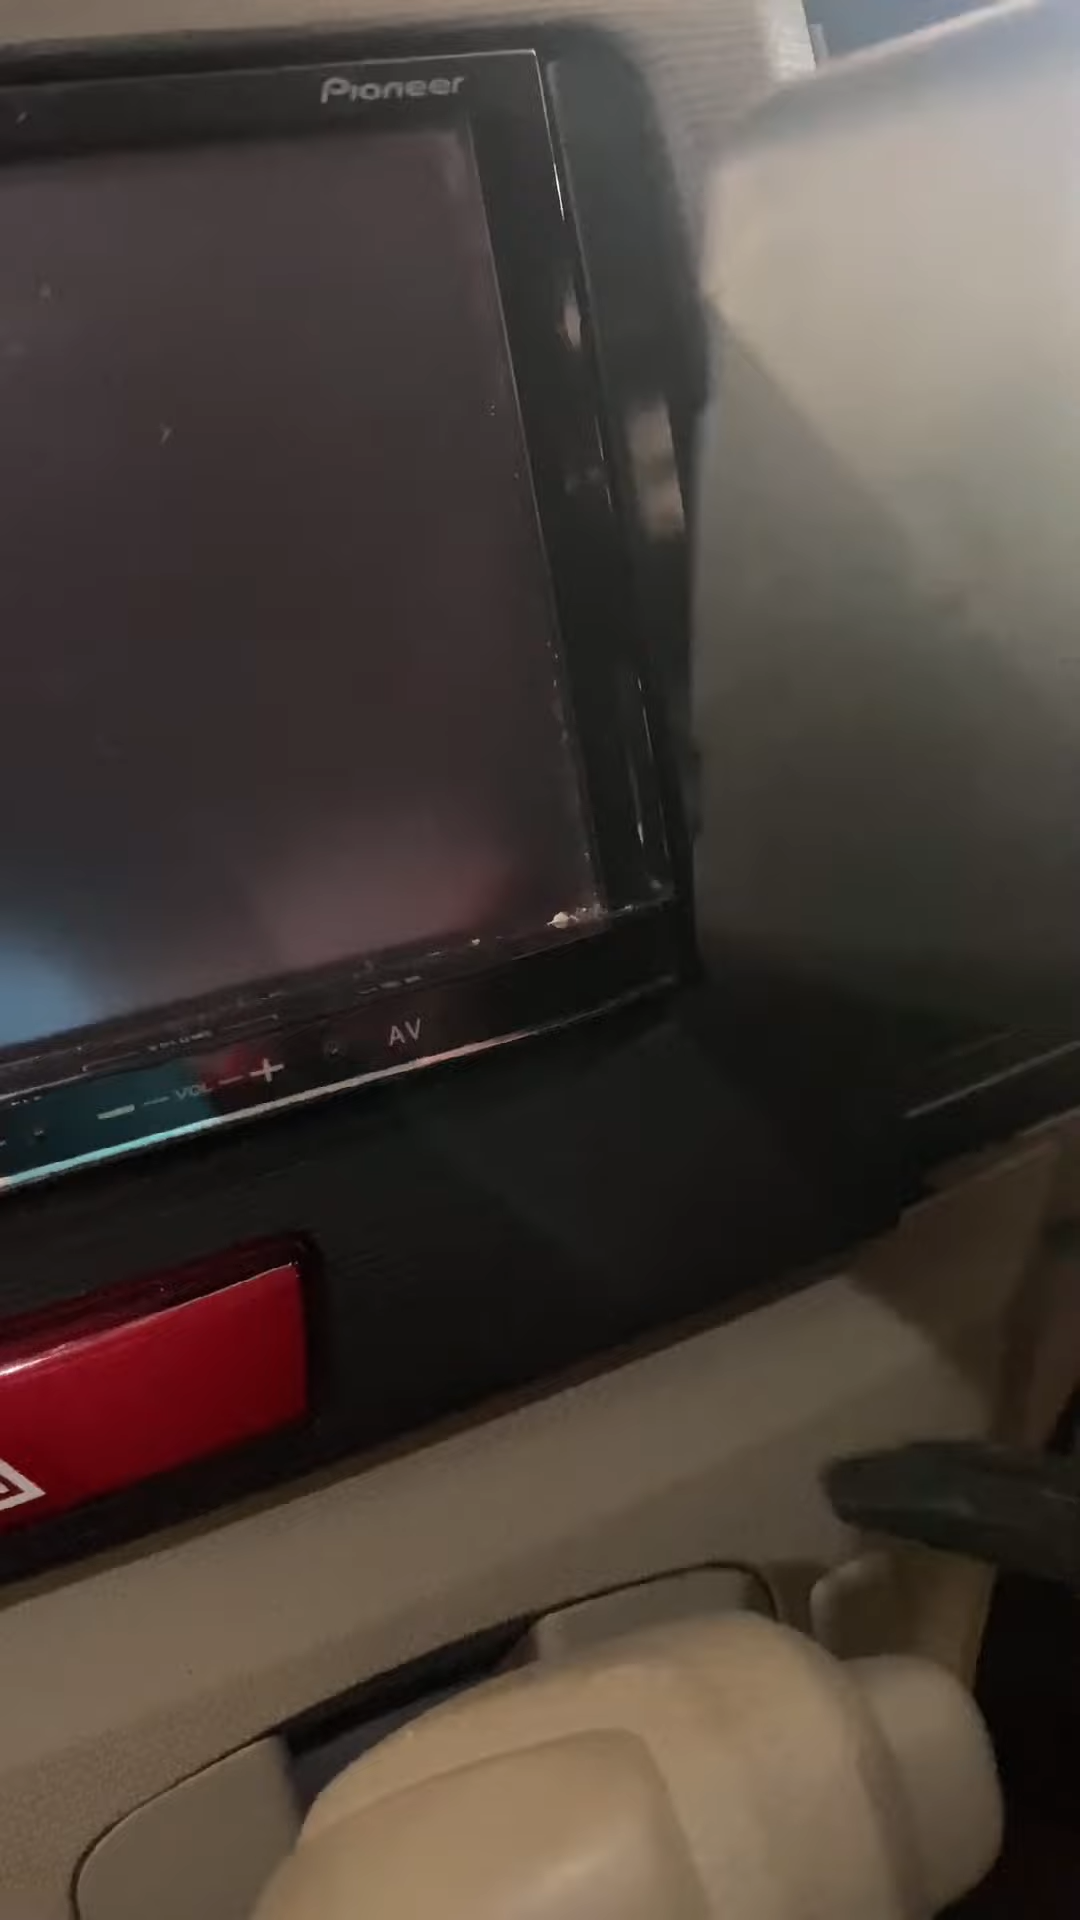 Pioneer
AV
– VOL – +